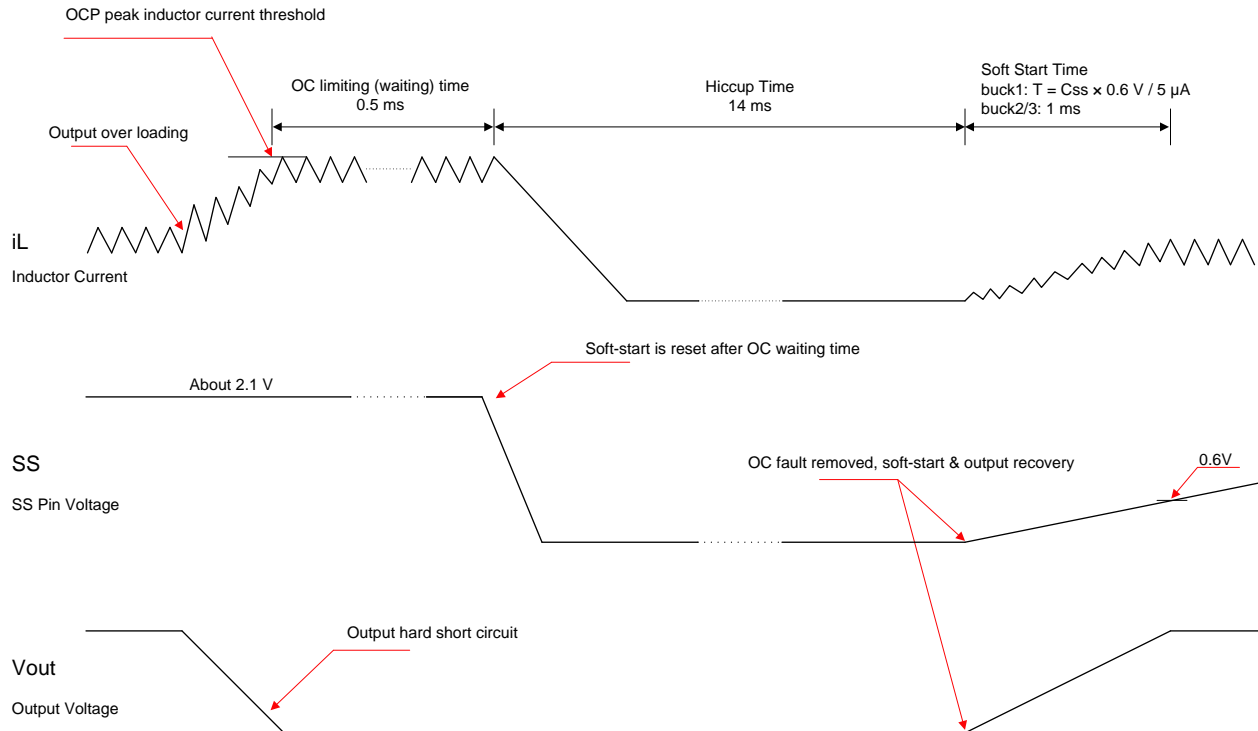 OCP peak inductor current threshold
OC limiting (waiting) time
0.5 ms
Hiccup Time
14 ms
Soft Start Time
buck1: T = Css × 0.6 V / 5 µA
buck2/3: 1 ms
Output over loading
iL
Inductor Current
Soft-start is reset after OC waiting time
About 2.1 V
SS
SS Pin Voltage
OC fault removed, soft-start & output recovery
0.6V
Output hard short circuit
Vout
Output Voltage